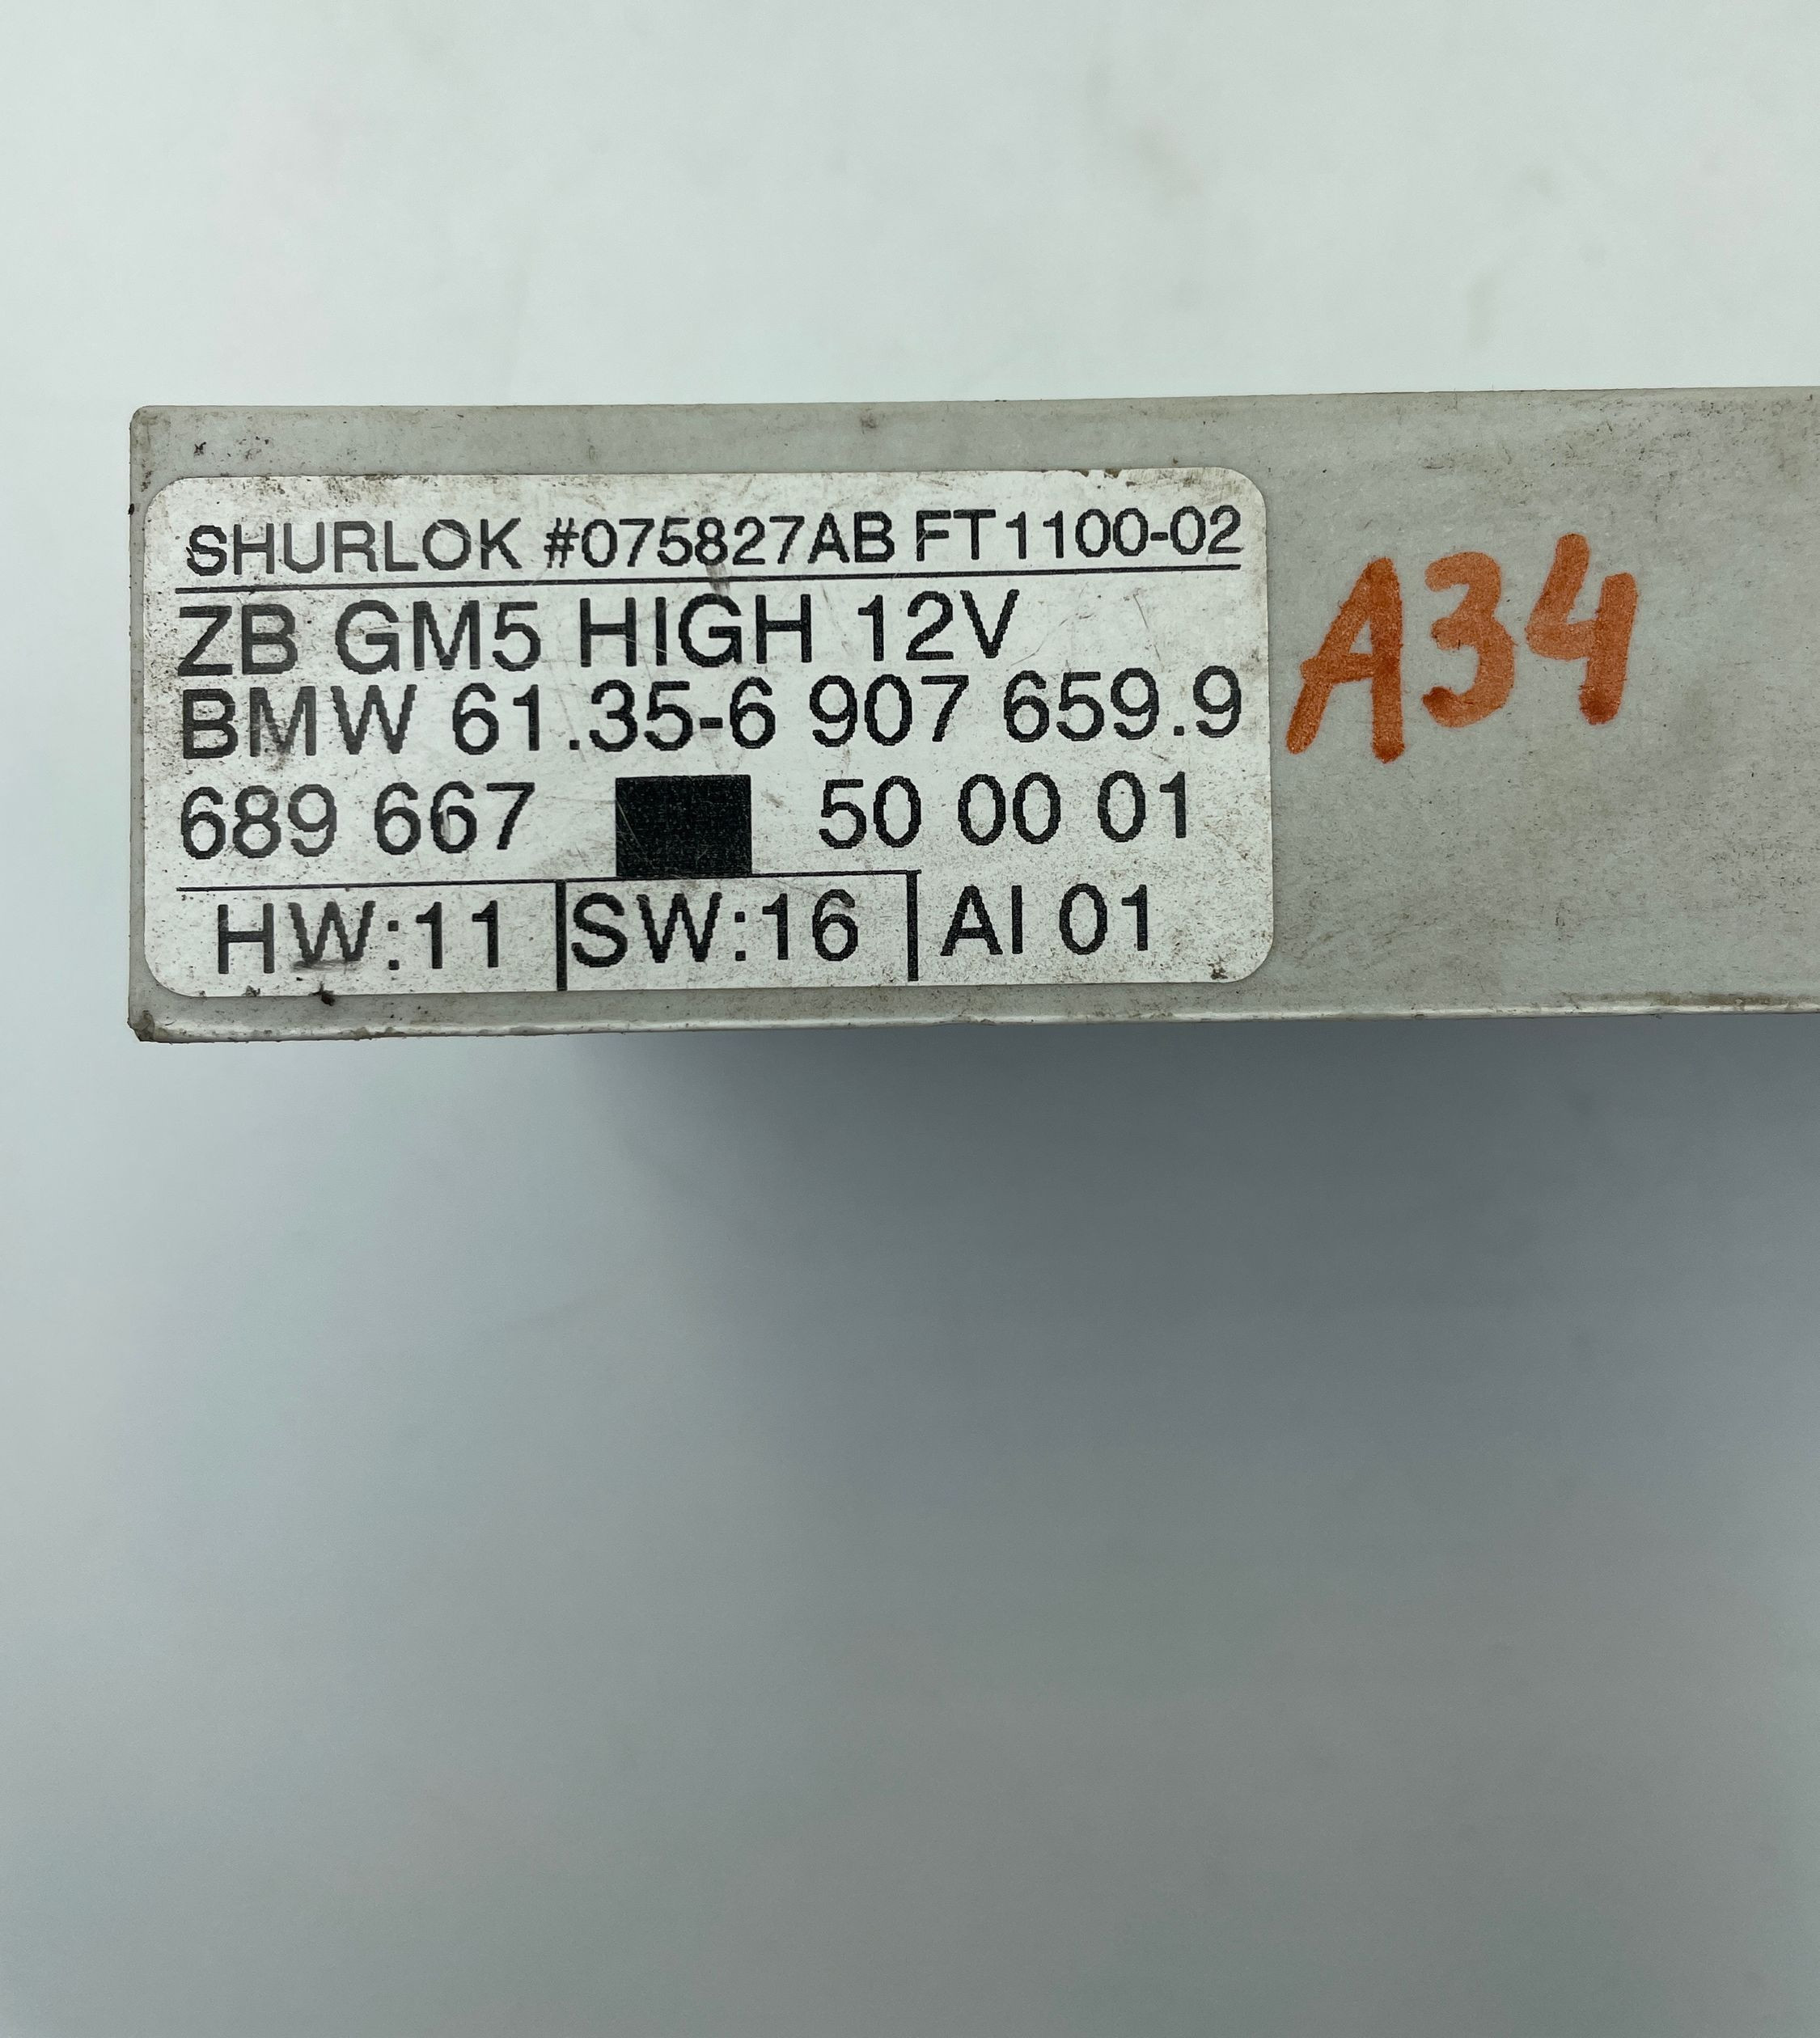 SHURLOK #075827AB FT1100-02
ZB GM5 HIGH 12V
BMW 61.35-6 907 659.9
689 667 50 00 01
HW:11 SW:16 AI 01
A34